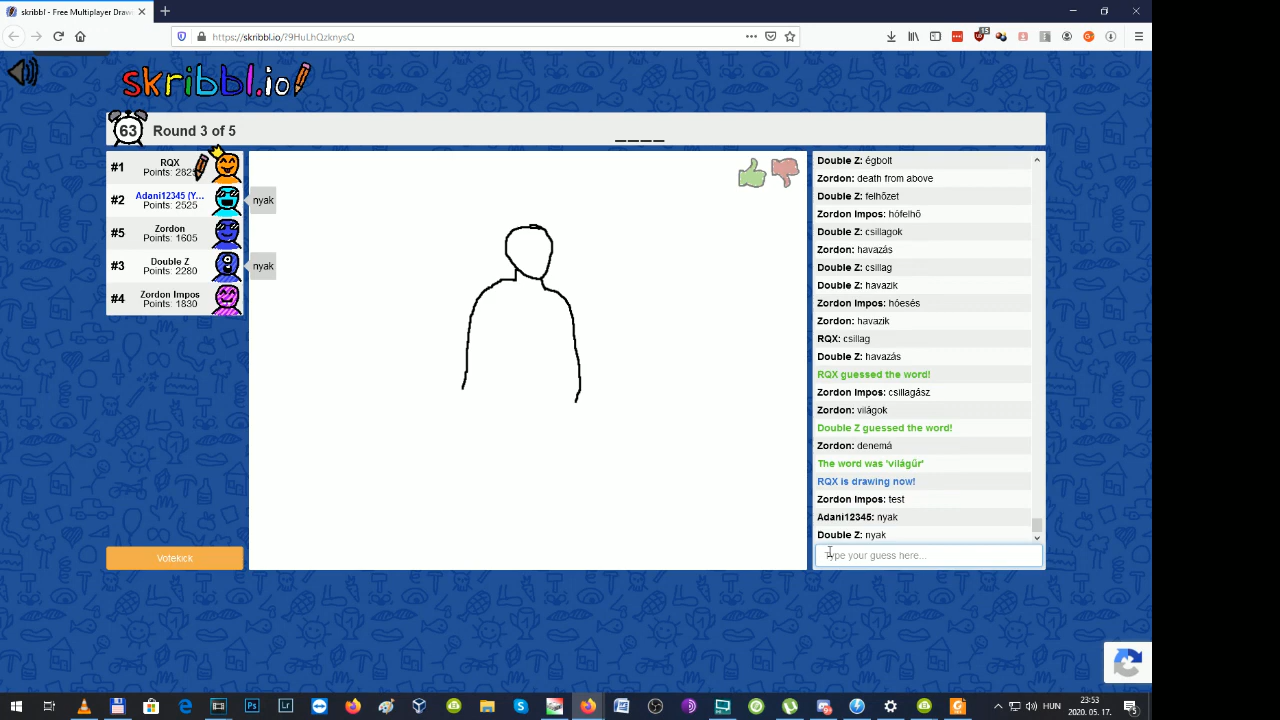 skribbl - Free Multiplayer Draw
https://skribbl.io/?9HuLhQzknysQ
15
skribbl.io
63
Round 3 of 5
____
#1
RQX
Points: 2825
#2
Adani12345 (Y...
Points: 2525
nyak
#5
Zordon
Points: 1605
#3
Double Z
Points: 2280
nyak
#4
Zordon Impos
Points: 1830
Votekick
Double Z: égbolt
Zordon: death from above
Double Z: felhõzet
Zordon Impos: hófelhõ
Double Z: csillagok
Zordon: havazás
Double Z: csillag
Double Z: havazik
Zordon Impos: hóesés
Zordon: havazik
RQX: csillag
Double Z: havazás
RQX guessed the word!
Zordon Impos: csillagász
Zordon: világok
Double Z guessed the word!
Zordon: denemá
The word was 'világűr'
RQX is drawing now!
Zordon Impos: test
Adani12345: nyak
Double Z: nyak
Type your guess here...
HUN
23:53
2020. 05. 17.
5